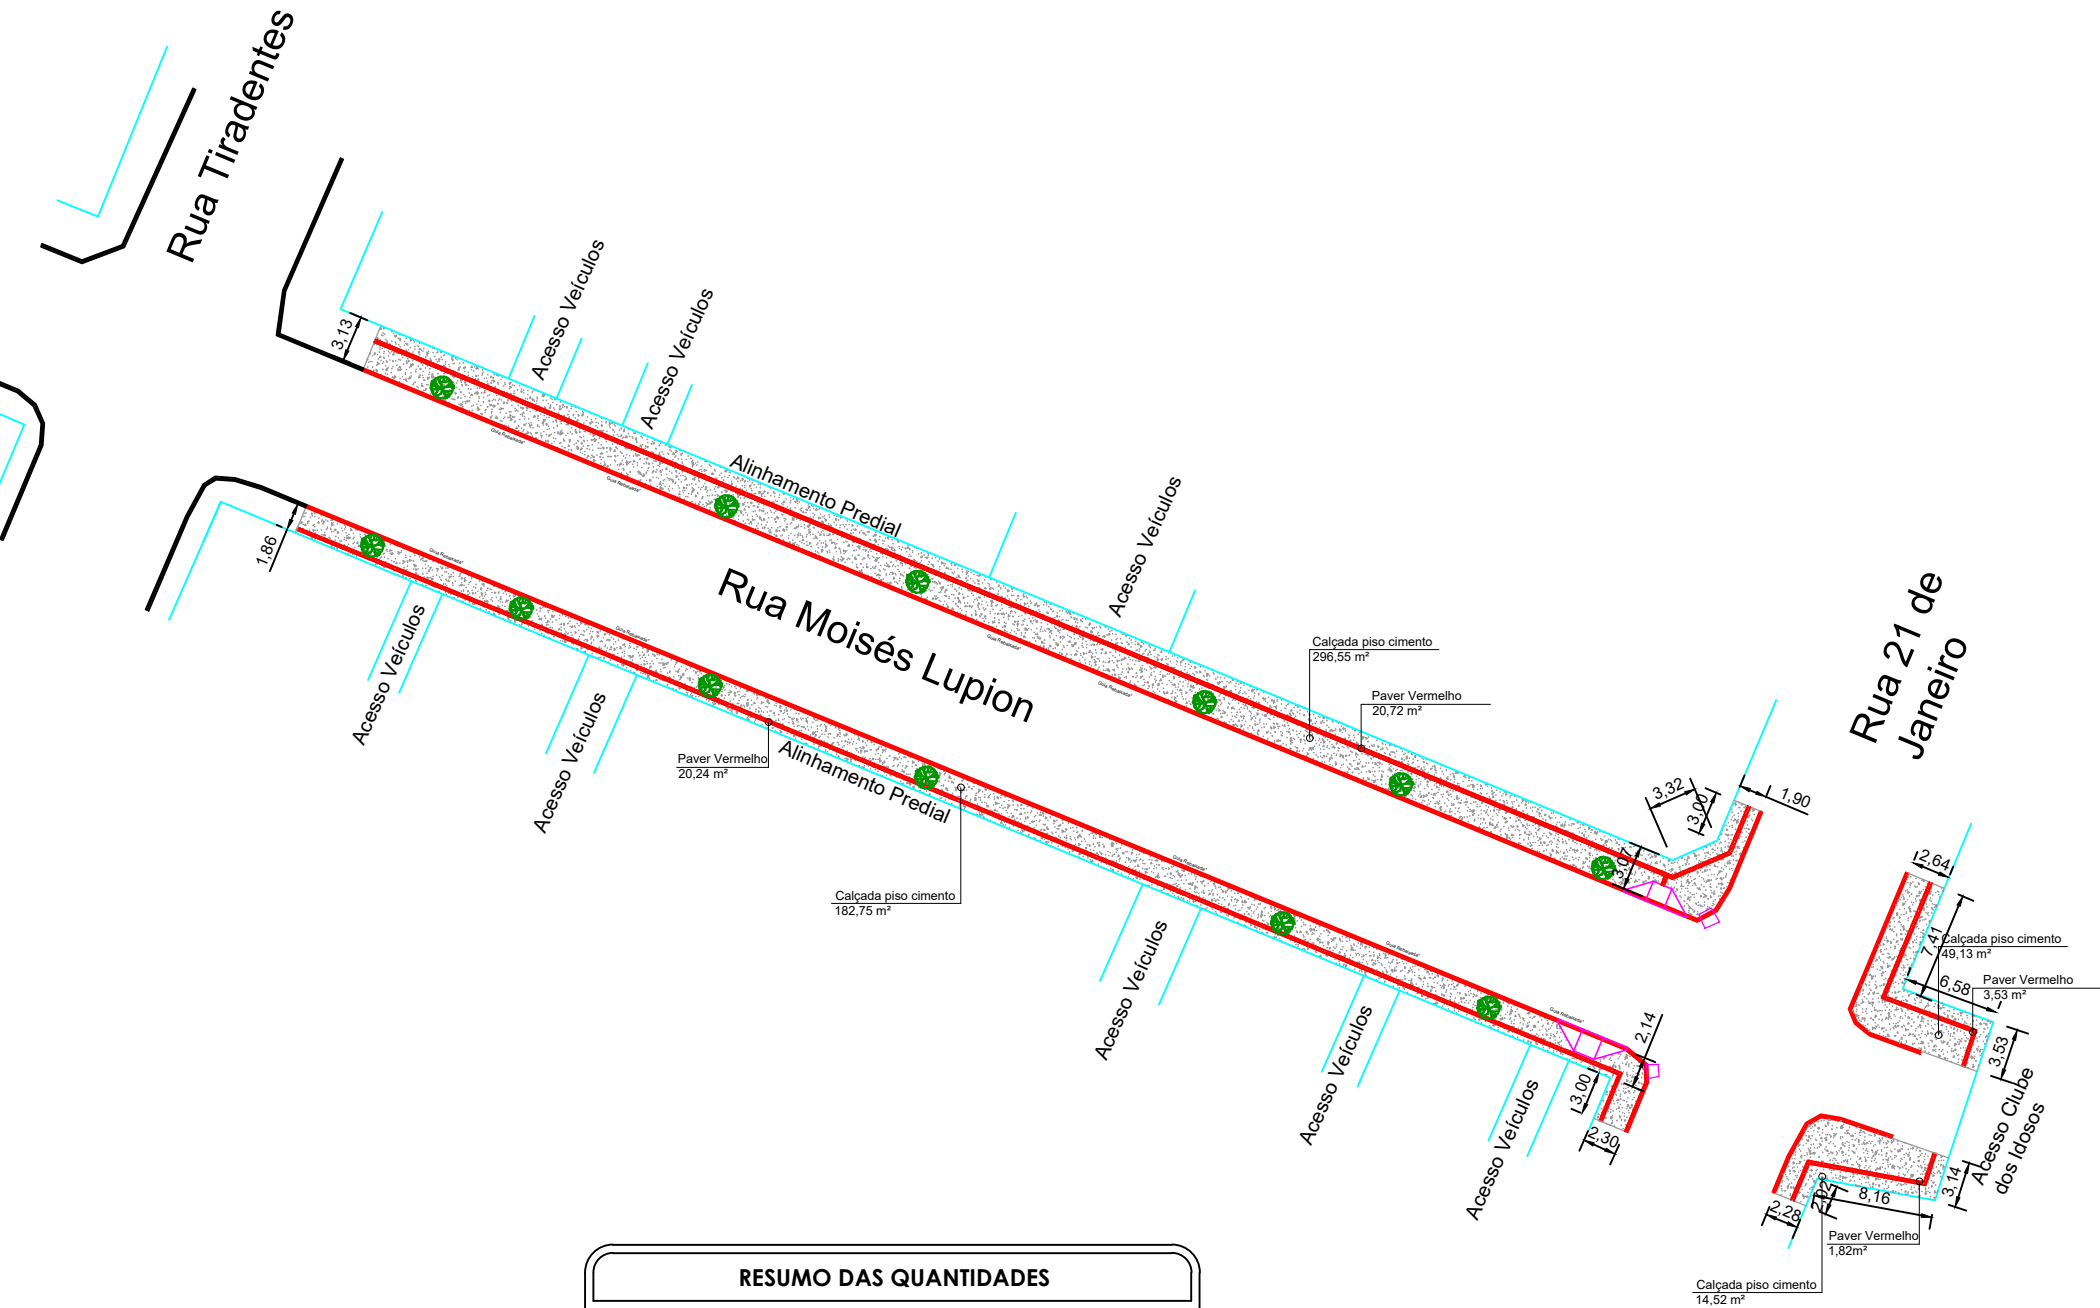 Rua Tiradentes
3,13
Acesso Veículos
Acesso Veículos
Alinhamento Predial
Acesso Veículos
1,86
Rua Moisés Lupion
Acesso Veículos
Acesso Veículos
Paver Vermelho
20,24 m²
Alinhamento Predial
Calçada piso cimento
182,75 m²
Calçada piso cimento
296,55 m²
Paver Vermelho
20,72 m²
Rua 21 de
Janeiro
3,32
3,00
1,90
3,07
2,64
7,41
Calçada piso cimento
49,13 m²
Paver Vermelho
3,53 m²
6,58
3,53
Acesso Clube
dos Idosos
Acesso Veículos
Acesso Veículos
Acesso Veículos
2,14
3,00
2,30
3,14
8,16
2,02
2,28
Paver Vermelho
1,82m²
Calçada piso cimento
14,52 m²
RESUMO DAS QUANTIDADES